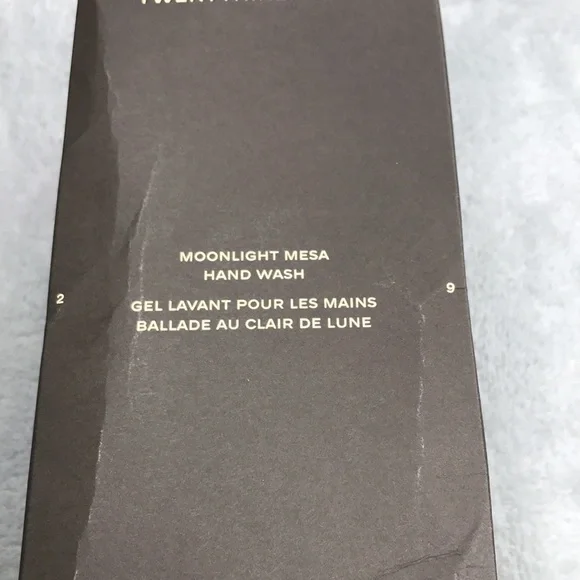 MOONLIGHT MESA
HAND WASH
2
9
GEL LAVANT POUR LES MAINS
BALLADE AU CLAIR DE LUNE